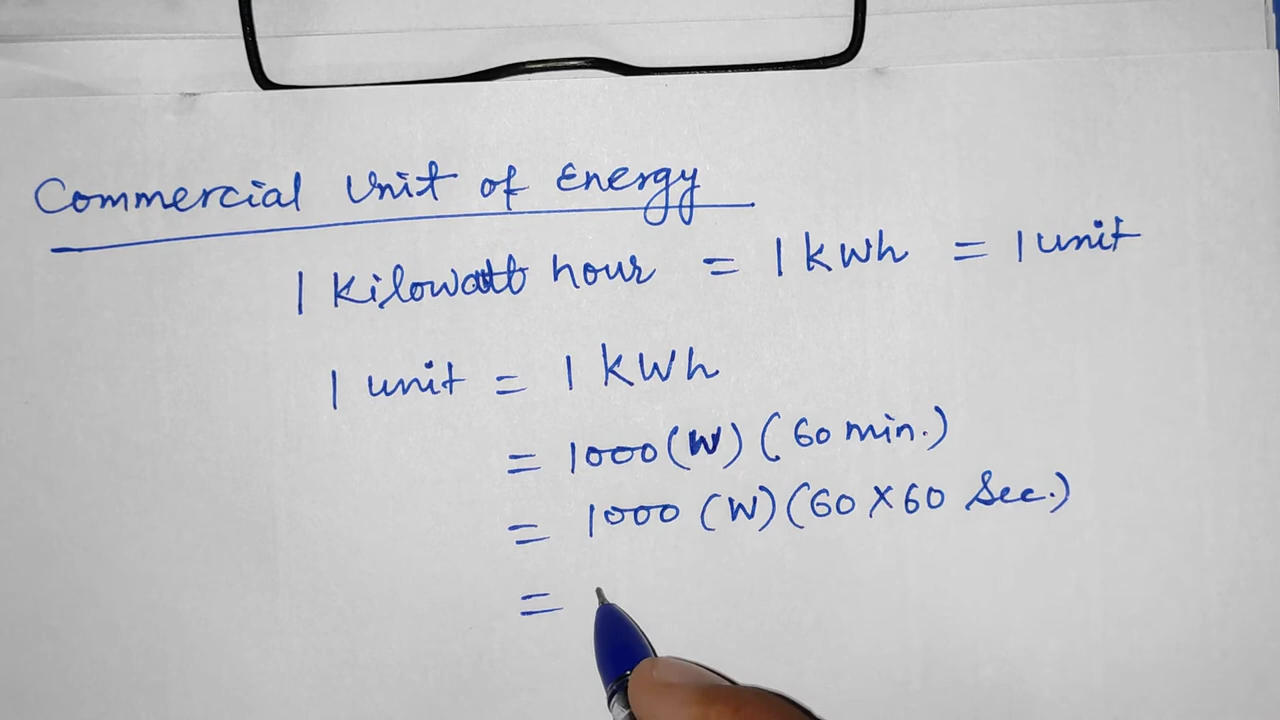 Commercial Unit of Energy
1 Kilowatt hour = 1 kWh = 1 unit
1 unit = 1 kWh
= 1000 (W) (60 min.)
= 1000 (W) (60 X 60 Sec.)
=